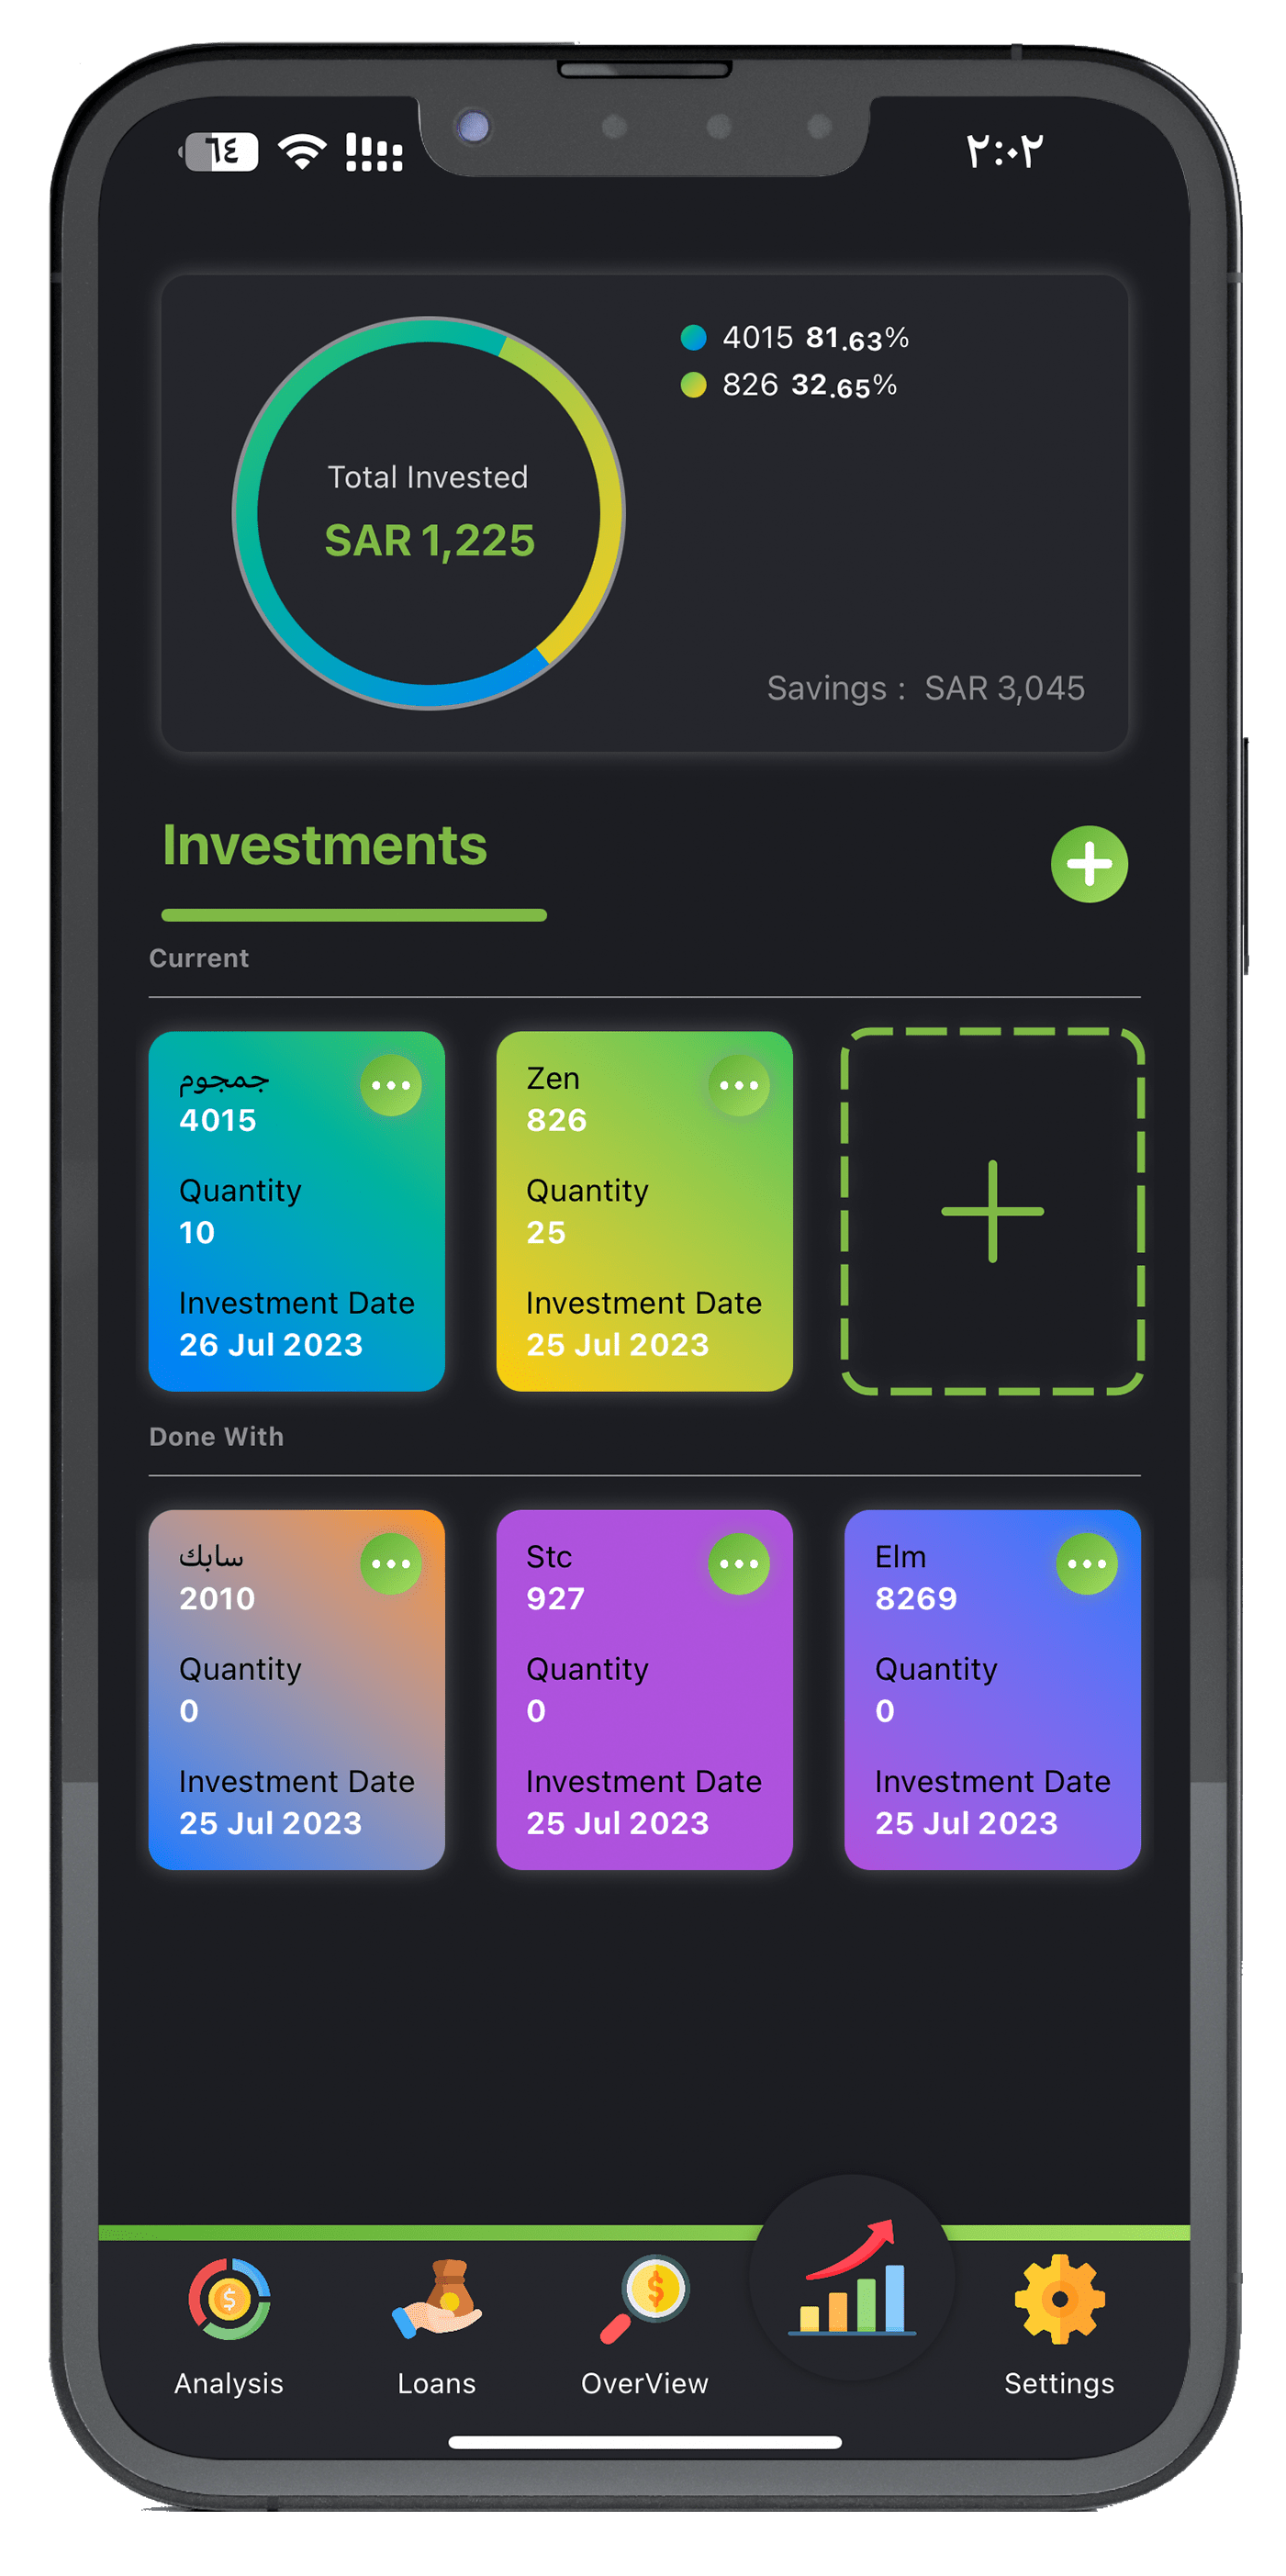 ٦٤
٢:٠٢
4015 81.63%
826 32.65%
Total Invested
SAR 1,225
Savings : SAR 3,045
Investments
Current
جمجوم
4015
Quantity
10
Investment Date
26 Jul 2023
Zen
826
Quantity
25
Investment Date
25 Jul 2023
Done With
سابك
2010
Quantity
0
Investment Date
25 Jul 2023
Stc
927
Quantity
0
Investment Date
25 Jul 2023
Elm
8269
Quantity
0
Investment Date
25 Jul 2023
Analysis
Loans
OverView
Settings